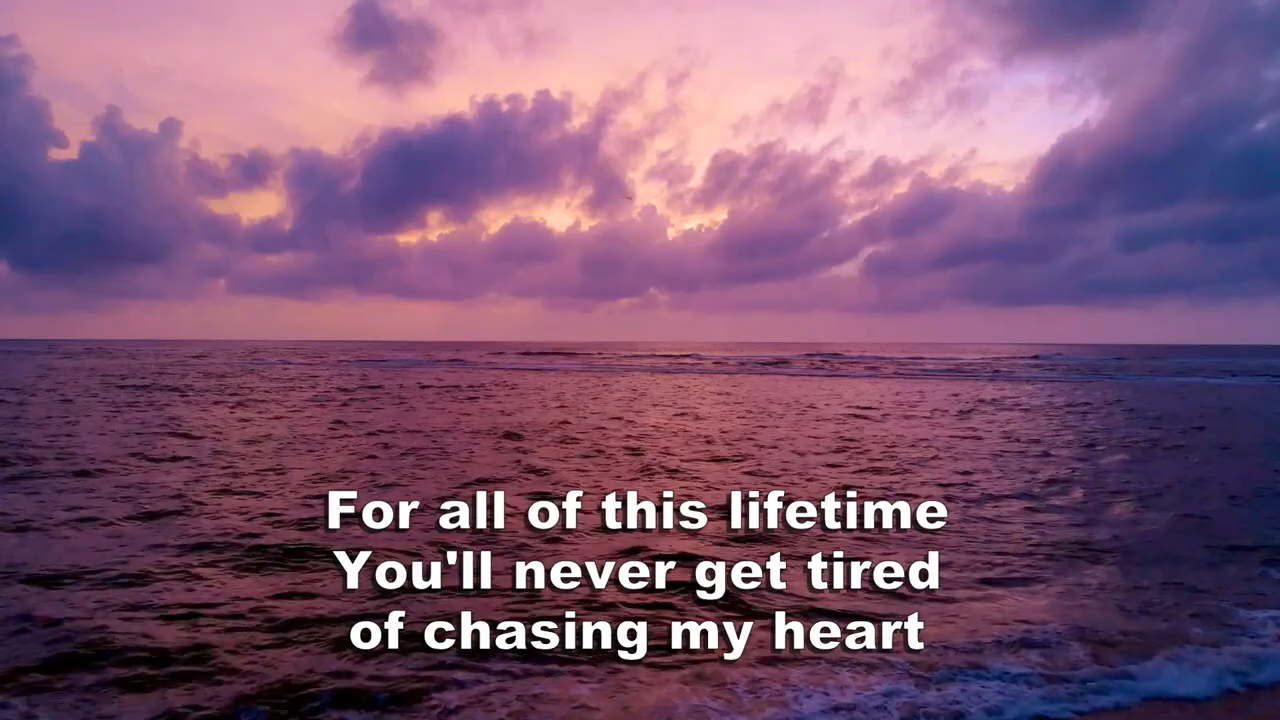 For all of this lifetime
You'll never get tired
of chasing my heart